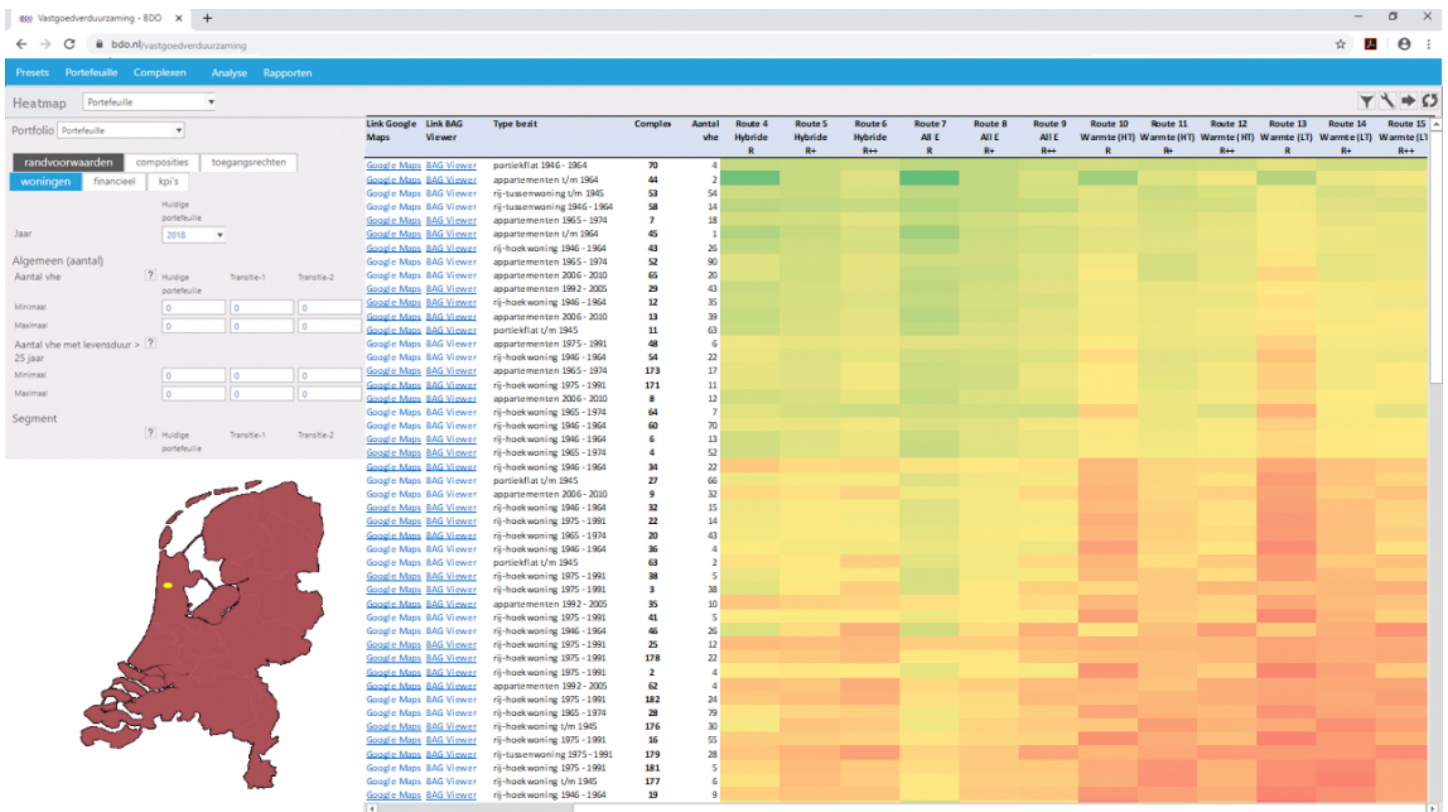 BDO Vastgoedverduurzaming - BDO × +
bdo.nl/vastgoedverduurzaming
Presets Portefeuille Complexen Analyse Rapporten
Heatmap Portefeuille
Portfolio Portefeuille
randvoorwaarden composities toegangsrechten
woningen financieel kpi's
Huidige
portefeuille
Jaar 2018
Algemeen (aantal)
Aantal vhe ? Huidige Transitie-1 Transitie-2
portefeuille
Minimaal 0 0 0
Maximaal 0 0 0
Aantal vhe met levensduur > ?
25 jaar
Minimaal 0 0 0
Maximaal 0 0 0
Segment
? Huidige Transitie-1 Transitie-2
portefeuille
Link Google Link BAG Type bezit Complex Aantal Route 4 Route 5 Route 6 Route 7 Route 8 Route 9 Route 10 Route 11 Route 12 Route 13 Route 14 Route 15
Maps Viewer vhe Hybride Hybride Hybride All E All E All E Warmte (HT) Warmte (HT) Warmte (HT) Warmte (LT) Warmte (LT) Warmte (LT
R R+ R++ R R+ R++ R R+ R++ R R+ R++
Google Maps BAG Viewer portiekflat 1946 - 1964 70 4
Google Maps BAG Viewer appartementen t/m 1964 44 2
Google Maps BAG Viewer rij-tussenwoning t/m 1945 53 54
Google Maps BAG Viewer rij-tussenwoning 1946 - 1964 58 14
Google Maps BAG Viewer appartementen 1965 - 1974 7 18
Google Maps BAG Viewer appartementen t/m 1964 45 1
Google Maps BAG Viewer rij-hoekwoning 1946 - 1964 43 26
Google Maps BAG Viewer appartementen 1965 - 1974 52 90
Google Maps BAG Viewer appartementen 2006 - 2010 65 20
Google Maps BAG Viewer appartementen 1992 - 2005 29 43
Google Maps BAG Viewer rij-hoekwoning 1946 - 1964 12 35
Google Maps BAG Viewer appartementen 2006 - 2010 13 39
Google Maps BAG Viewer portiekflat t/m 1945 11 63
Google Maps BAG Viewer appartementen 1975 - 1991 48 6
Google Maps BAG Viewer rij-hoekwoning 1946 - 1964 54 22
Google Maps BAG Viewer appartementen 1965 - 1974 173 17
Google Maps BAG Viewer rij-hoekwoning 1975 - 1991 171 11
Google Maps BAG Viewer appartementen 2006 - 2010 8 12
Google Maps BAG Viewer rij-hoekwoning 1965 - 1974 64 7
Google Maps BAG Viewer rij-hoekwoning 1946 - 1964 60 70
Google Maps BAG Viewer rij-hoekwoning 1946 - 1964 6 13
Google Maps BAG Viewer rij-hoekwoning 1965 - 1974 4 52
Google Maps BAG Viewer rij-hoekwoning 1946 - 1964 34 22
Google Maps BAG Viewer portiekflat t/m 1945 27 66
Google Maps BAG Viewer appartementen 2006 - 2010 9 32
Google Maps BAG Viewer rij-hoekwoning 1946 - 1964 32 15
Google Maps BAG Viewer rij-hoekwoning 1975 - 1991 22 14
Google Maps BAG Viewer rij-hoekwoning 1965 - 1974 20 43
Google Maps BAG Viewer rij-hoekwoning 1946 - 1964 36 4
Google Maps BAG Viewer portiekflat t/m 1945 63 2
Google Maps BAG Viewer rij-hoekwoning 1975 - 1991 38 5
Google Maps BAG Viewer rij-hoekwoning 1975 - 1991 3 38
Google Maps BAG Viewer appartementen 1992 - 2005 35 10
Google Maps BAG Viewer rij-hoekwoning 1975 - 1991 41 5
Google Maps BAG Viewer rij-hoekwoning 1946 - 1964 46 26
Google Maps BAG Viewer rij-hoekwoning 1975 - 1991 25 12
Google Maps BAG Viewer rij-hoekwoning 1975 - 1991 178 22
Google Maps BAG Viewer rij-hoekwoning 1975 - 1991 2 4
Google Maps BAG Viewer appartementen 1992 - 2005 62 4
Google Maps BAG Viewer rij-hoekwoning 1975 - 1991 182 24
Google Maps BAG Viewer rij-hoekwoning 1965 - 1974 28 79
Google Maps BAG Viewer rij-hoekwoning t/m 1945 176 30
Google Maps BAG Viewer rij-hoekwoning 1975 - 1991 16 55
Google Maps BAG Viewer rij-tussenwoning 1975 - 1991 179 28
Google Maps BAG Viewer rij-hoekwoning 1975 - 1991 181 5
Google Maps BAG Viewer rij-hoekwoning t/m 1945 177 6
Google Maps BAG Viewer rij-hoekwoning 1946 - 1964 19 9